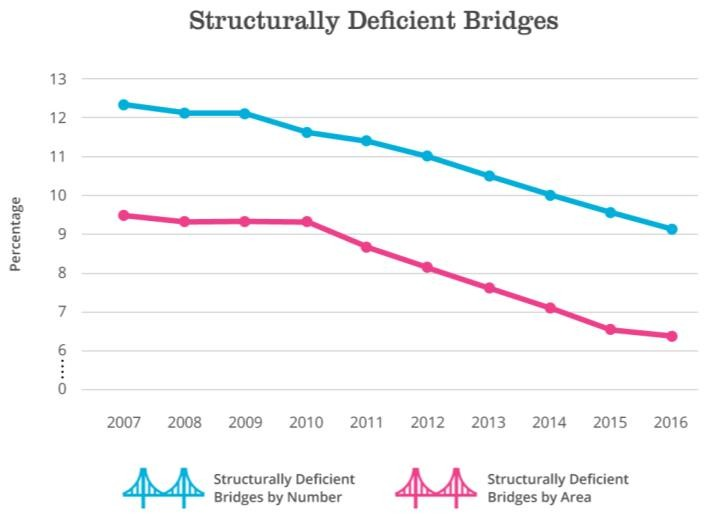 Structurally Deficient Bridges
13
12
11
10
9
8
7
6
0
Percentage
2007 2008 2009 2010 2011 2012 2013 2014 2015 2016
Structurally Deficient
Bridges by Number
Structurally Deficient
Bridges by Area